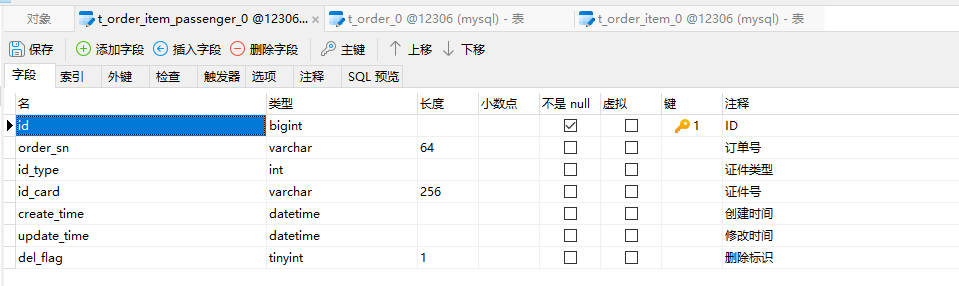 对象 t_order_item_passenger_0 @12306... t_order_0 @12306 (mysql) - 表 t_order_item_0 @12306 (mysql) - 表
保存 添加字段 插入字段 删除字段 主键 上移 下移
字段 索引 外键 检查 触发器 选项 注释 SQL 预览
名 类型 长度 小数点 不是 null 虚拟 键 注释
id bigint 1 ID
order_sn varchar 64 订单号
id_type int 证件类型
id_card varchar 256 证件号
create_time datetime 创建时间
update_time datetime 修改时间
del_flag tinyint 1 删除标识